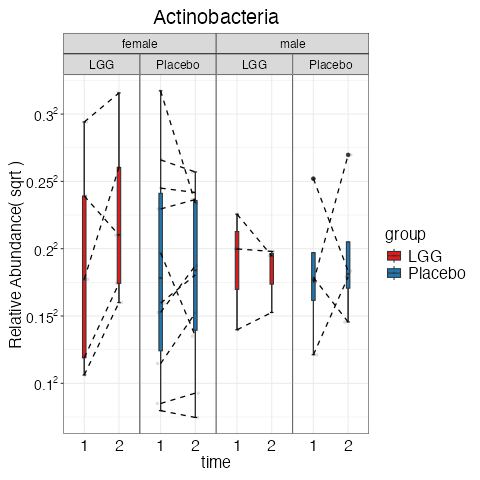 Actinobacteria
female male
LGG Placebo LGG Placebo
Relative Abundance( sqrt )
0.3²
0.25²
0.2²
0.15²
0.1²
1 2 1 2 1 2 1 2
time
group
LGG
Placebo